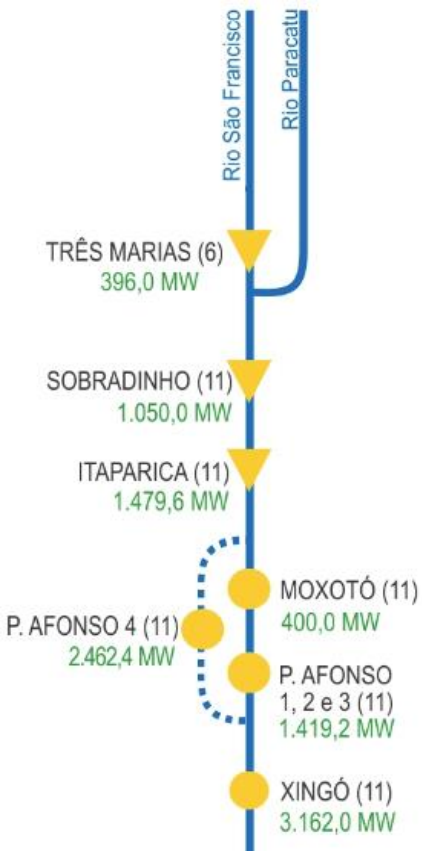 Rio São Francisco
Rio Paracatu
TRÊS MARIAS (6)
396,0 MW
SOBRADINHO (11)
1.050,0 MW
ITAPARICA (11)
1.479,6 MW
MOXOTÓ (11)
400,0 MW
P. AFONSO 4 (11)
2.462,4 MW
P. AFONSO
1, 2 e 3 (11)
1.419,2 MW
XINGÓ (11)
3.162,0 MW